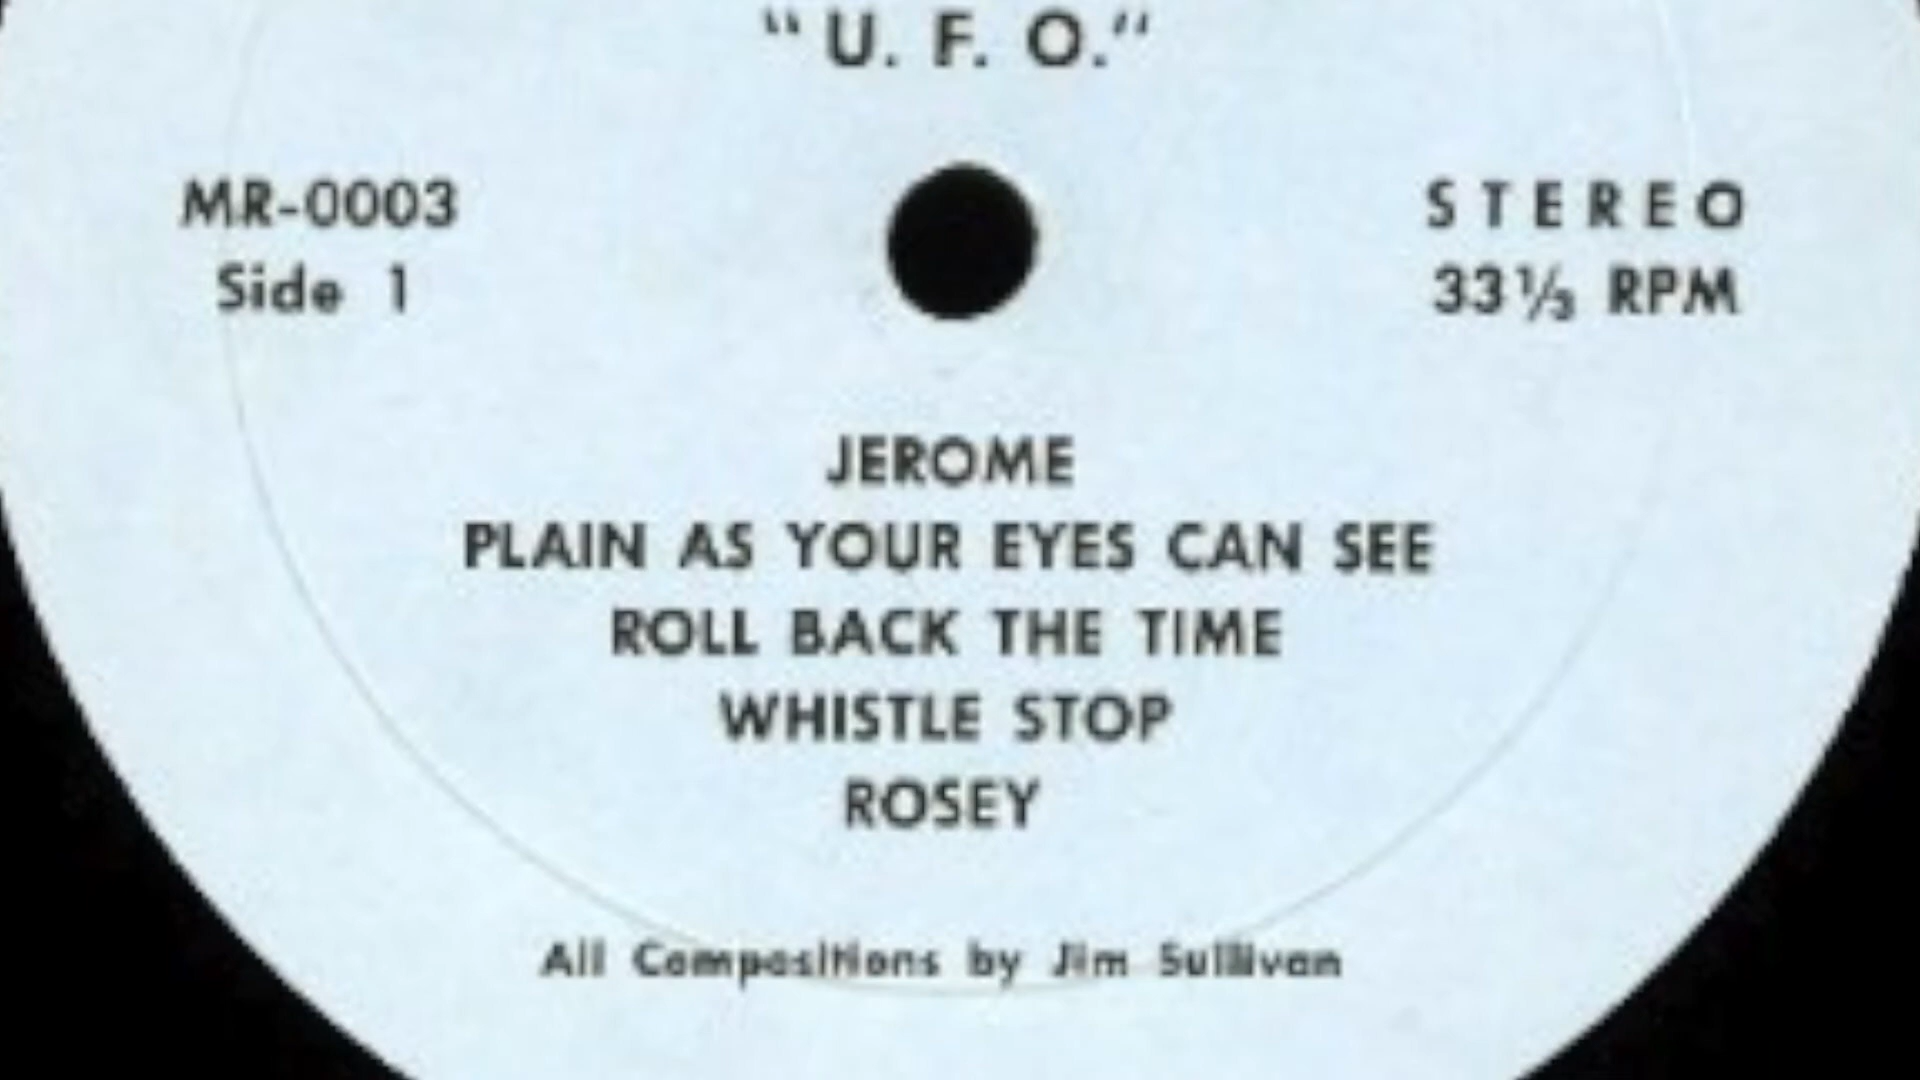 "U. F. O."
MR-0003
Side 1
STEREO
33⅓ RPM
JEROME
PLAIN AS YOUR EYES CAN SEE
ROLL BACK THE TIME
WHISTLE STOP
ROSEY
All Compositions by Jim Sullivan